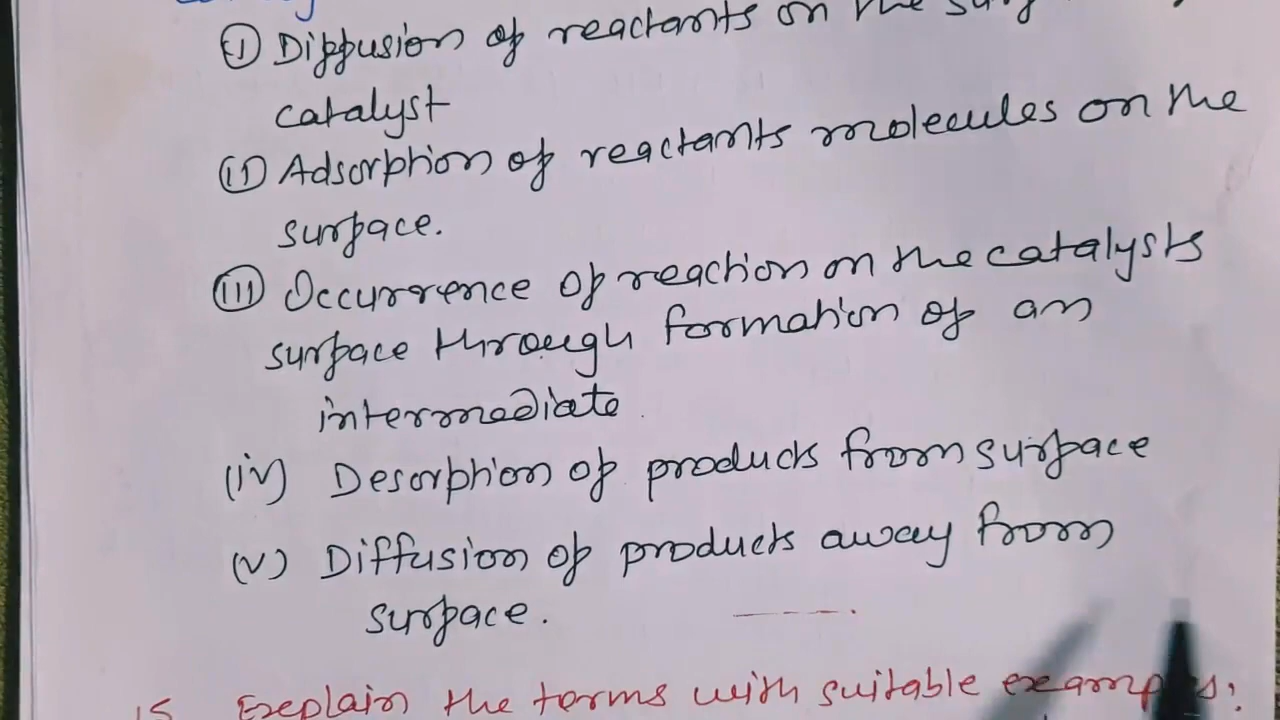 (i) Diffusion of reactants on the
catalyst
(ii) Adsorption of reactants molecules on the
surface.
(iii) Occurrence of reaction on the catalysts
surface through formation of an
intermediate
(iv) Desorption of products from surface
(v) Diffusion of products away from
surface.
15 Explain the terms with suitable